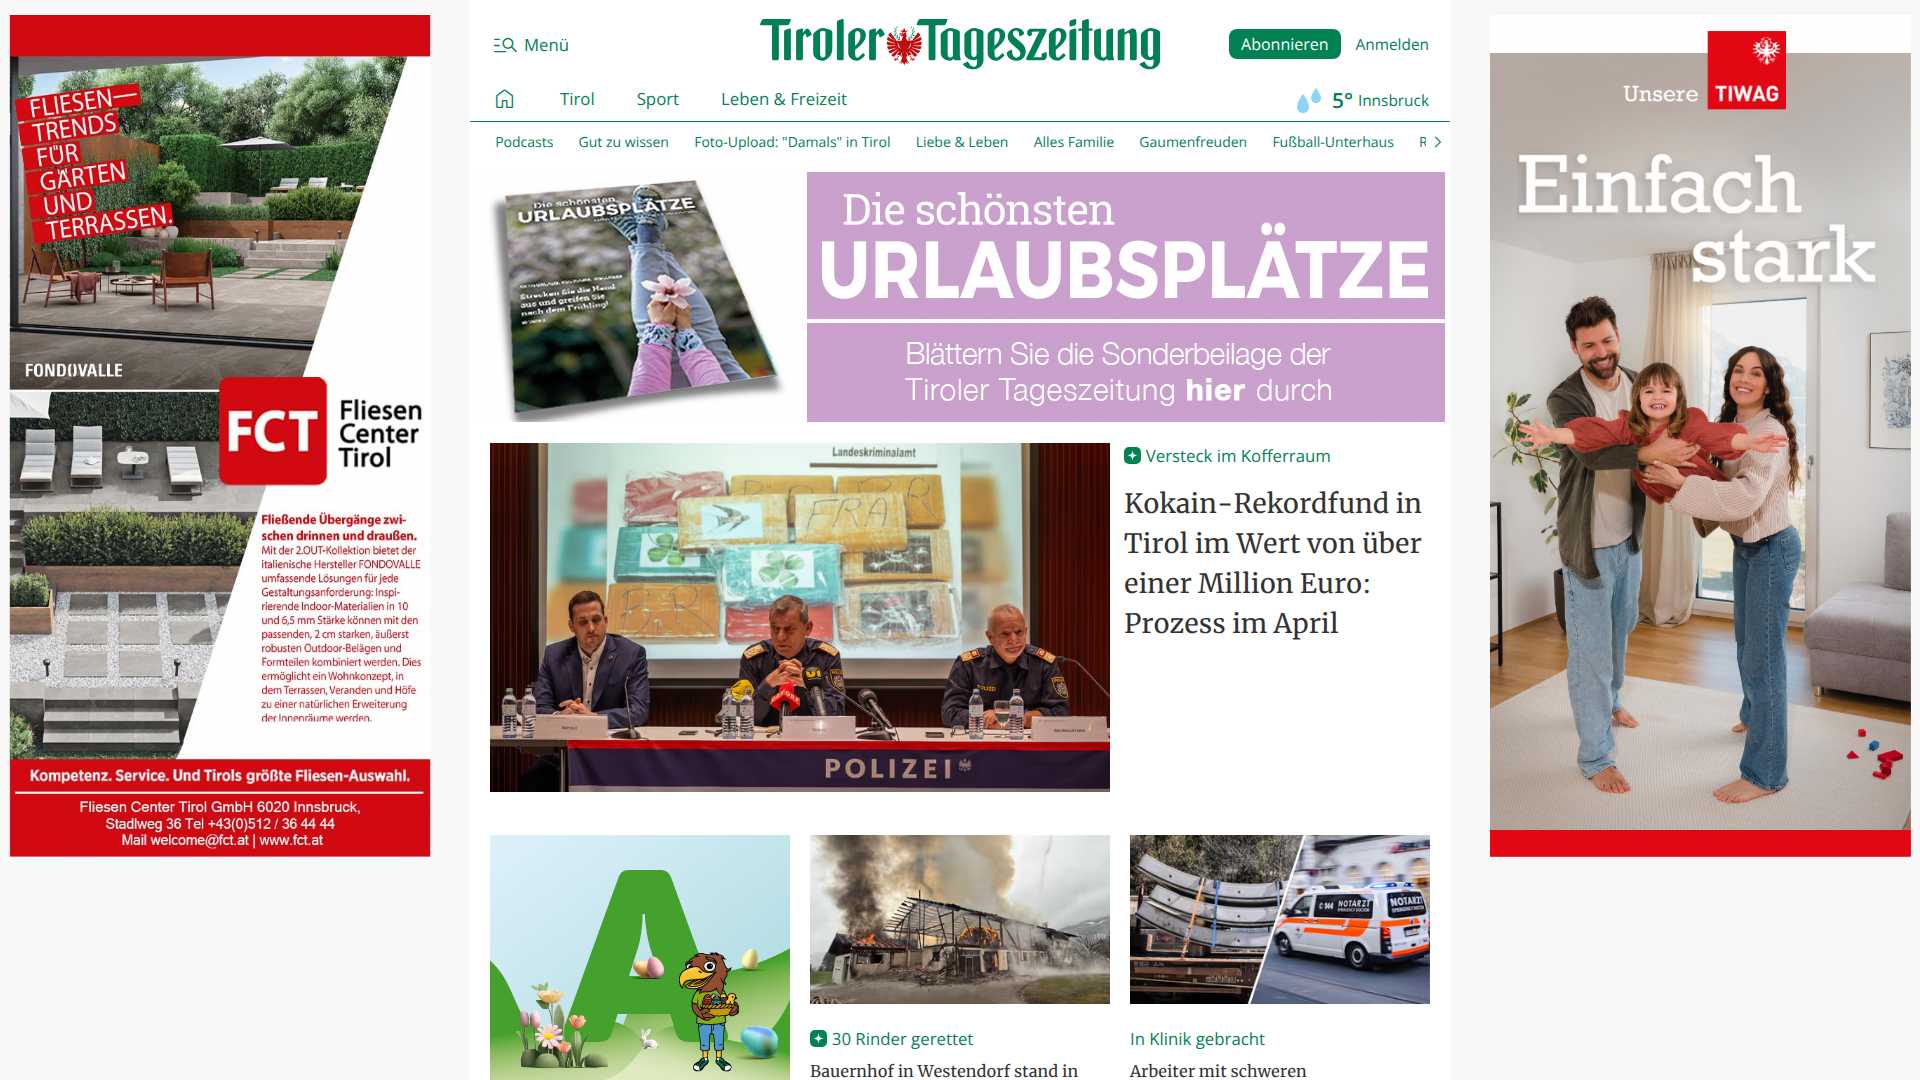 FLIESEN—
TRENDS
FÜR
GÄRTEN
UND
TERRASSEN.
FONDOVALLE
FCT
Fliesen
Center
Tirol
Fließende Übergänge zwi-
schen drinnen und draußen.
Mit der 2.OUT-Kollektion bietet der
italienische Hersteller FONDOVALLE
umfassende Lösungen für jede
Gestaltungsanforderung: Inspi-
rierende Indoor-Materialien in 10
und 6,5 mm Stärke können mit den
passenden, 2 cm starken, äußerst
robusten Outdoor-Belägen und
Formteilen kombiniert werden. Dies
ermöglicht ein Wohnkonzept, in
dem Terrassen, Veranden und Höfe
zu einer natürlichen Erweiterung
der Innenräume werden.
Kompetenz. Service. Und Tirols größte Fliesen-Auswahl.
Fliesen Center Tirol GmbH 6020 Innsbruck,
Stadlweg 36 Tel +43(0)512 / 36 44 44
Mail welcome@fct.at | www.fct.at
Menü
Tiroler Tageszeitung
Abonnieren
Anmelden
Tirol
Sport
Leben & Freizeit
5° Innsbruck
Podcasts
Gut zu wissen
Foto-Upload: "Damals" in Tirol
Liebe & Leben
Alles Familie
Gaumenfreuden
Fußball-Unterhaus
Die schönsten
URLAUBSPLÄTZE
Strecken Sie die Hand
aus und greifen Sie
nach dem Frühling!
Die schönsten
URLAUBSPLÄTZE
Blättern Sie die Sonderbeilage der
Tiroler Tageszeitung hier durch
Landeskriminalamt
FRA
FR
POLIZEI
Versteck im Kofferraum
Kokain-Rekordfund in
Tirol im Wert von über
einer Million Euro:
Prozess im April
A
30 Rinder gerettet
Bauernhof in Westendorf stand in
C 144 NOTARZT
NOTARZT
In Klinik gebracht
Arbeiter mit schweren
Unsere
TIWAG
Einfach
stark